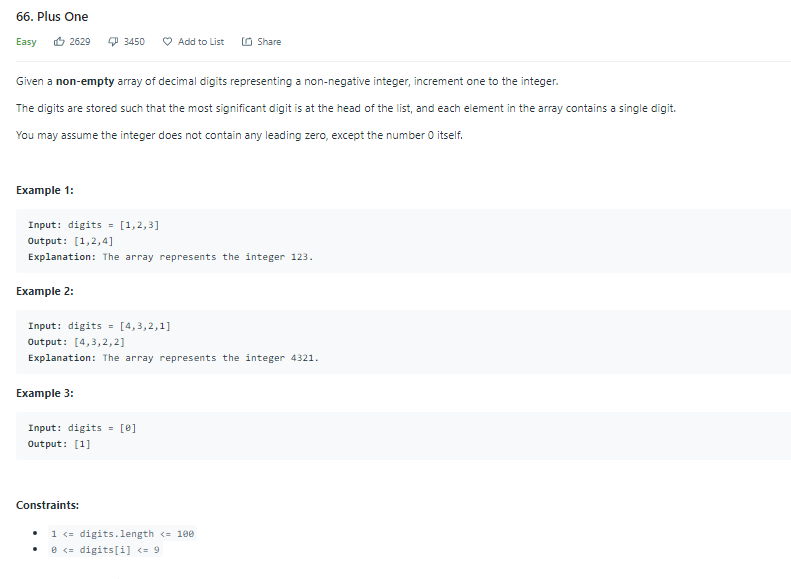 66. Plus One
Easy 2629 3450 Add to List Share
Given a non-empty array of decimal digits representing a non-negative integer, increment one to the integer.
The digits are stored such that the most significant digit is at the head of the list, and each element in the array contains a single digit.
You may assume the integer does not contain any leading zero, except the number 0 itself.
Example 1:
Input: digits = [1,2,3]
Output: [1,2,4]
Explanation: The array represents the integer 123.
Example 2:
Input: digits = [4,3,2,1]
Output: [4,3,2,2]
Explanation: The array represents the integer 4321.
Example 3:
Input: digits = [0]
Output: [1]
Constraints:
• 1 <= digits.length <= 100
• 0 <= digits[i] <= 9